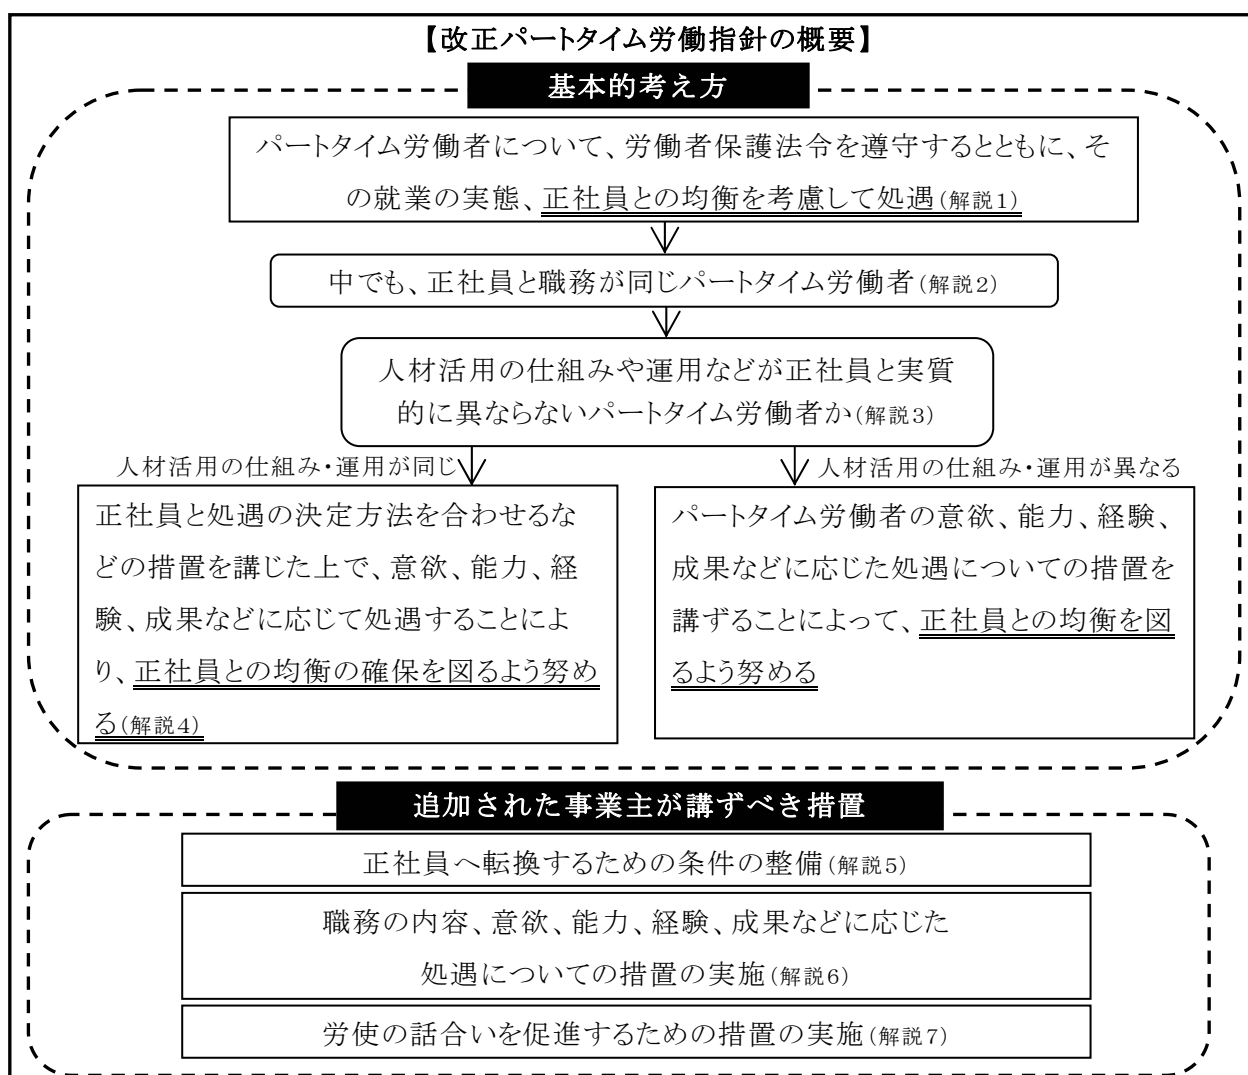 【改正パートタイム労働指針の概要】
基本的考え方
パートタイム労働者について、労働者保護法令を遵守するとともに、そ
の就業の実態、正社員との均衡を考慮して処遇(解説1)
中でも、正社員と職務が同じパートタイム労働者(解説2)
人材活用の仕組みや運用などが正社員と実質
的に異ならないパートタイム労働者か(解説3)
人材活用の仕組み・運用が同じ
正社員と処遇の決定方法を合わせるな
どの措置を講じた上で、意欲、能力、経
験、成果などに応じて処遇することによ
り、正社員との均衡の確保を図るよう努め
る(解説4)
人材活用の仕組み・運用が異なる
パートタイム労働者の意欲、能力、経験、
成果などに応じた処遇についての措置を
講ずることによって、正社員との均衡を図
るよう努める
追加された事業主が講ずべき措置
正社員へ転換するための条件の整備(解説5)
職務の内容、意欲、能力、経験、成果などに応じた
処遇についての措置の実施(解説6)
労使の話合いを促進するための措置の実施(解説7)